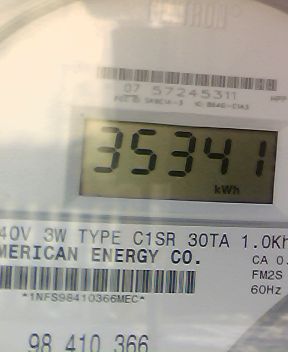 07 57245311
35341
kWh
40V 3W TYPE C1SR 30TA 1.0Kh
MERICAN ENERGY CO.
CA 0.
FM2S
*1NFS98410366MEC*
60Hz
98 410 366